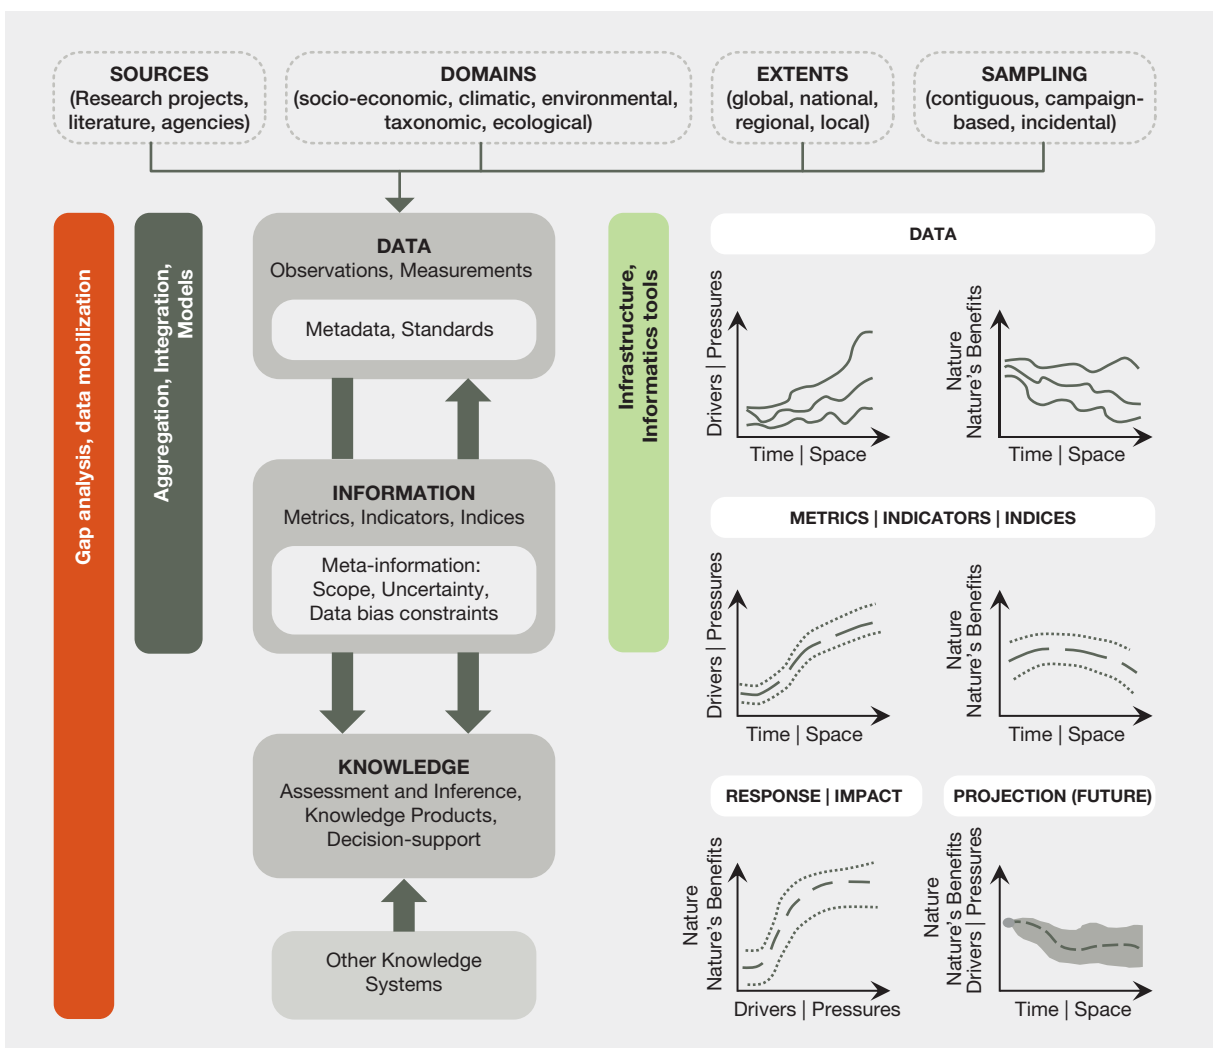 SOURCES
(Research projects,
literature, agencies)
DOMAINS
(socio-economic, climatic, environmental,
taxonomic, ecological)
EXTENTS
(global, national,
regional, local)
SAMPLING
(contiguous, campaign-
based, incidental)
Gap analysis, data mobilization
Aggregation, Integration,
Models
DATA
Observations, Measurements
Metadata, Standards
INFORMATION
Metrics, Indicators, Indices
Meta-information:
Scope, Uncertainty,
Data bias constraints
KNOWLEDGE
Assessment and Inference,
Knowledge Products,
Decision-support
Other Knowledge
Systems
Infrastructure,
Informatics tools
DATA
Drivers | Pressures
Time | Space
Nature
Nature's Benefits
Time | Space
METRICS | INDICATORS | INDICES
Drivers | Pressures
Time | Space
Nature
Nature's Benefits
Time | Space
RESPONSE | IMPACT
Nature
Nature's Benefits
Drivers | Pressures
PROJECTION (FUTURE)
Nature
Nature's Benefits
Drivers | Pressures
Time | Space